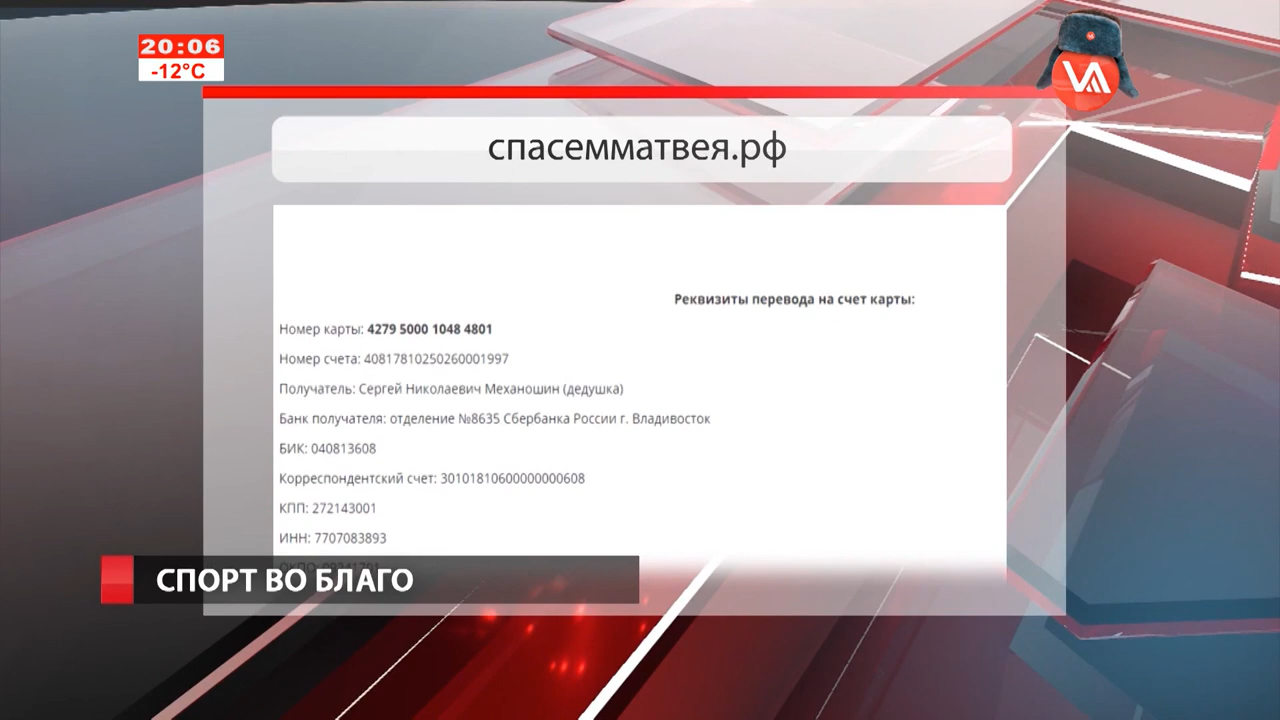 20:06
-12°C
VA
спасемматвея.рф
Реквизиты перевода на счет карты:
Номер карты: 4279 5000 1048 4801
Номер счета: 40817810250260001997
Получатель: Сергей Николаевич Механошин (дедушка)
Банк получателя: отделение №8635 Сбербанка России г. Владивосток
БИК: 040813608
Корреспондентский счет: 30101810600000000608
КПП: 272143001
ИНН: 7707083893
СПОРТ ВО БЛАГО